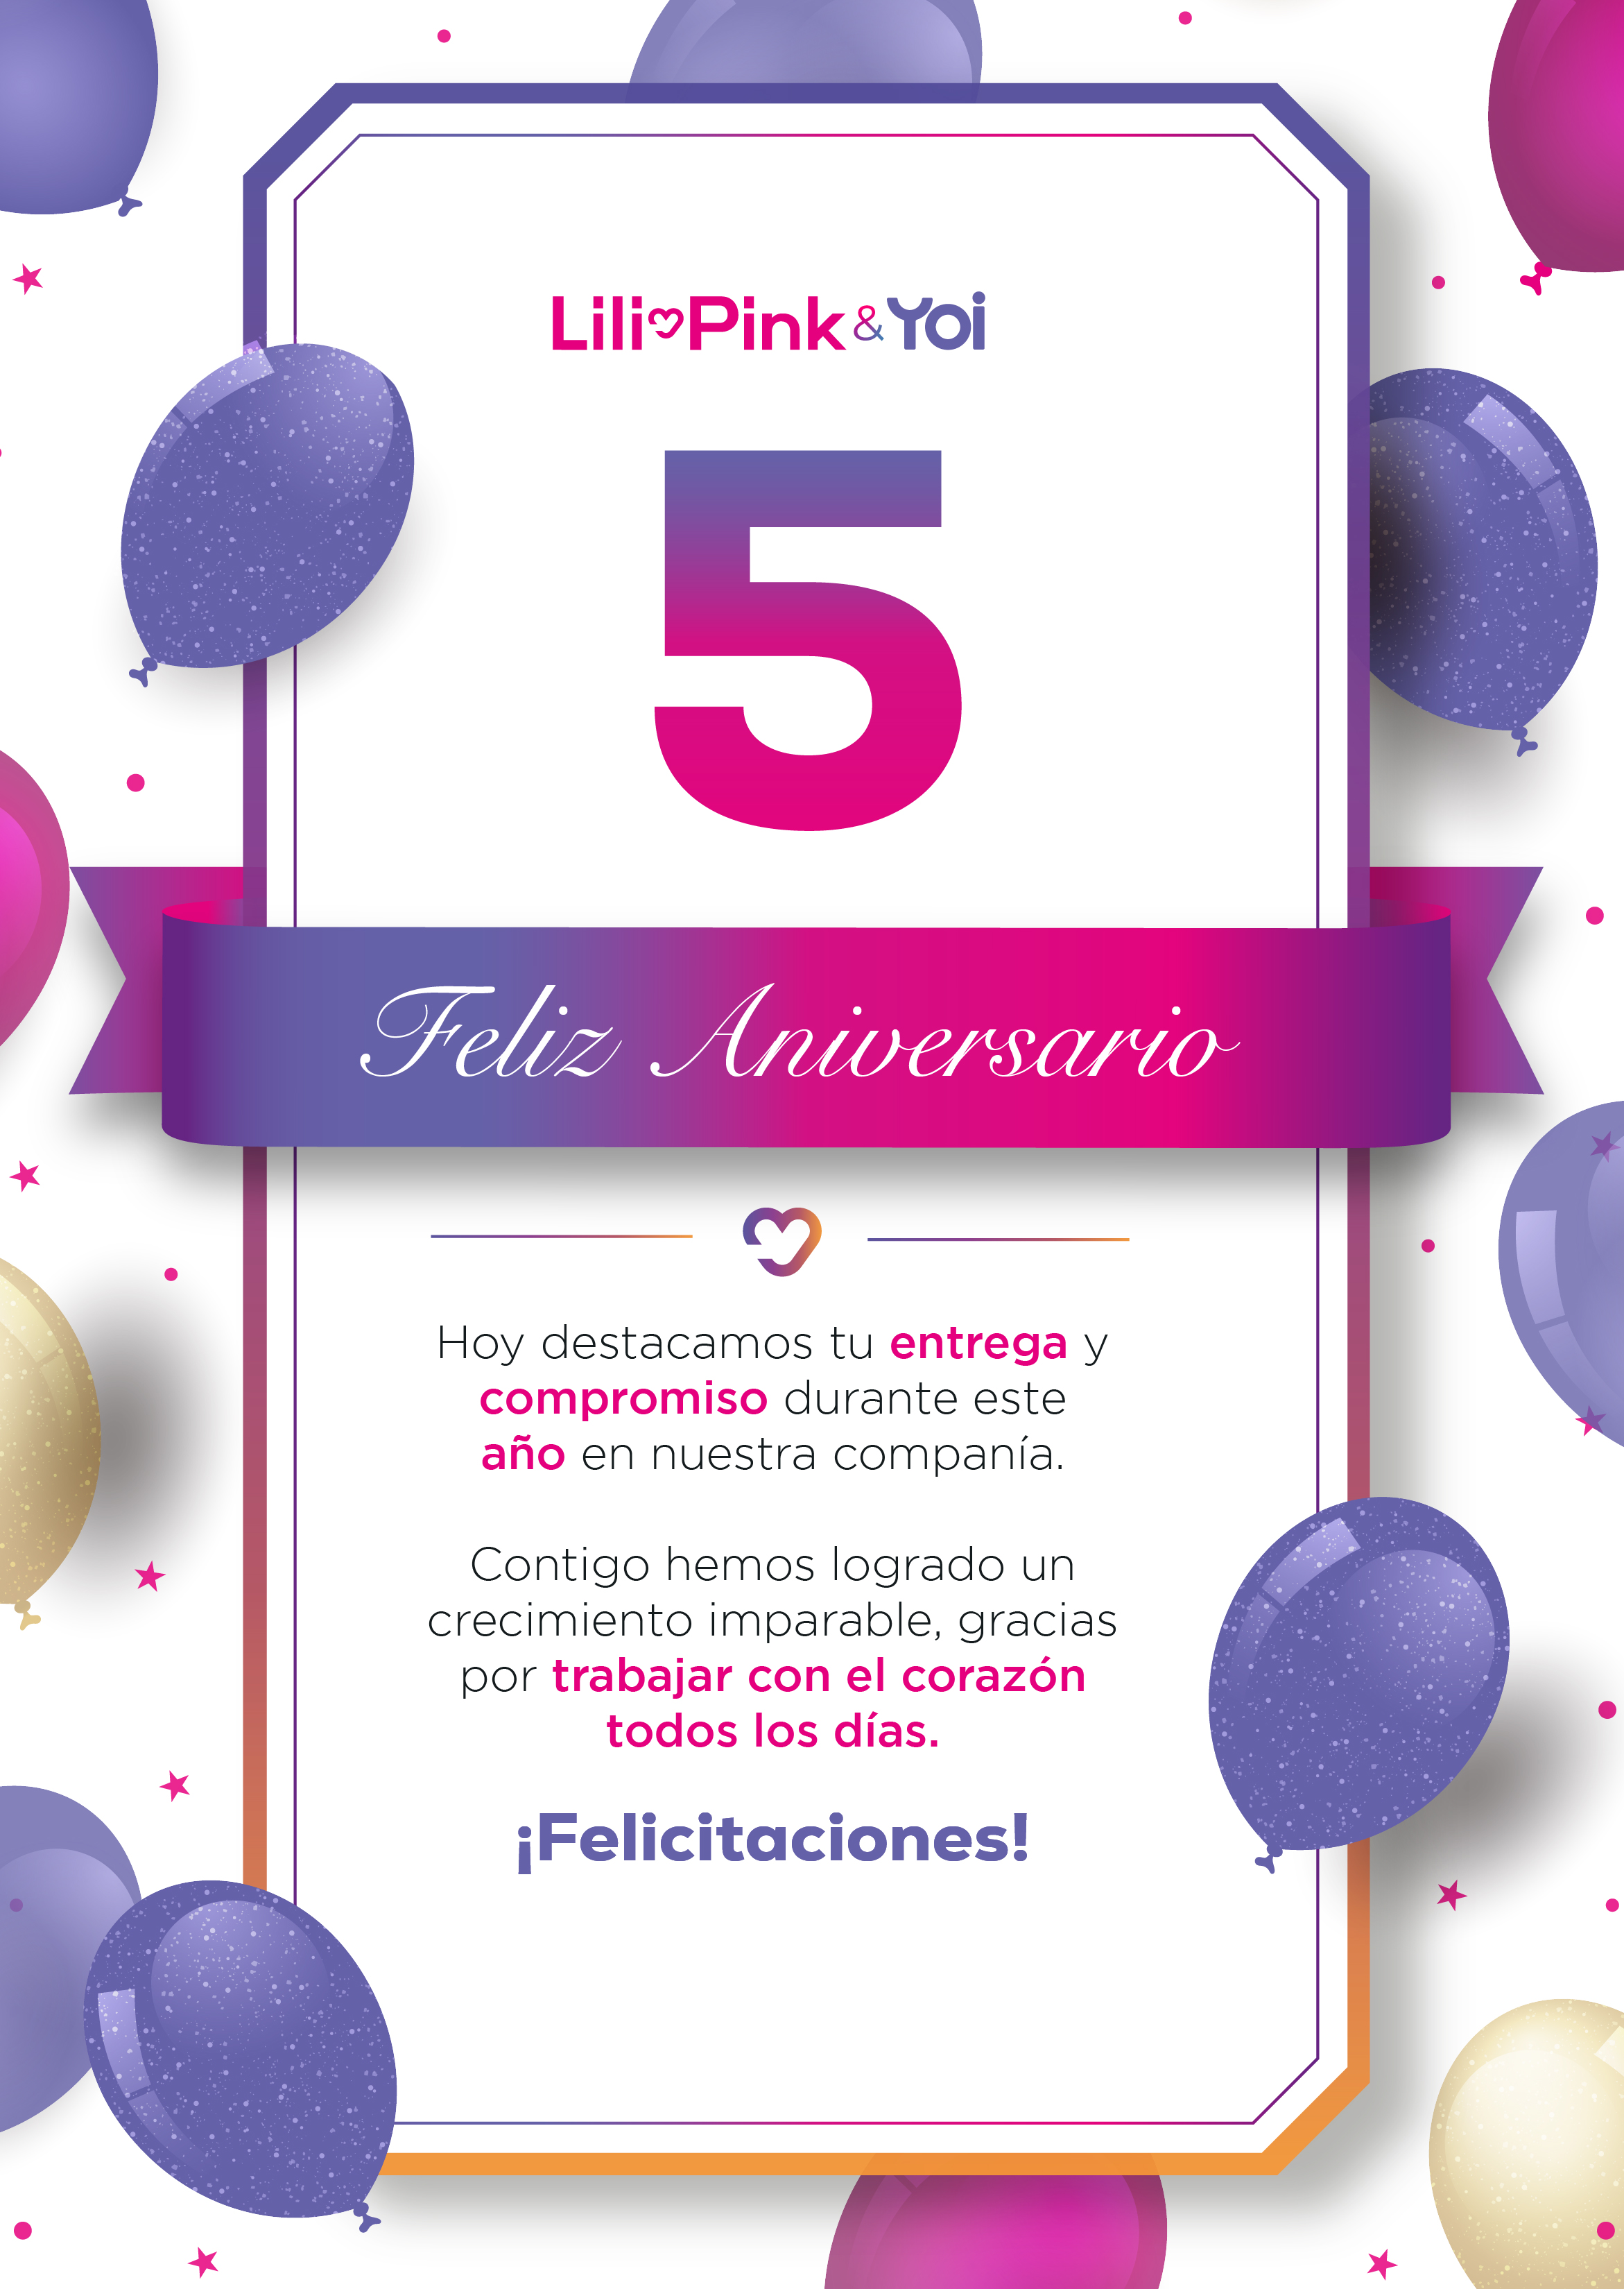 Lili Pink & Yoi
5
Feliz Aniversario
Hoy destacamos tu entrega y
compromiso durante este
año en nuestra companía.
Contigo hemos logrado un
crecimiento imparable, gracias
por trabajar con el corazón
todos los días.
¡Felicitaciones!